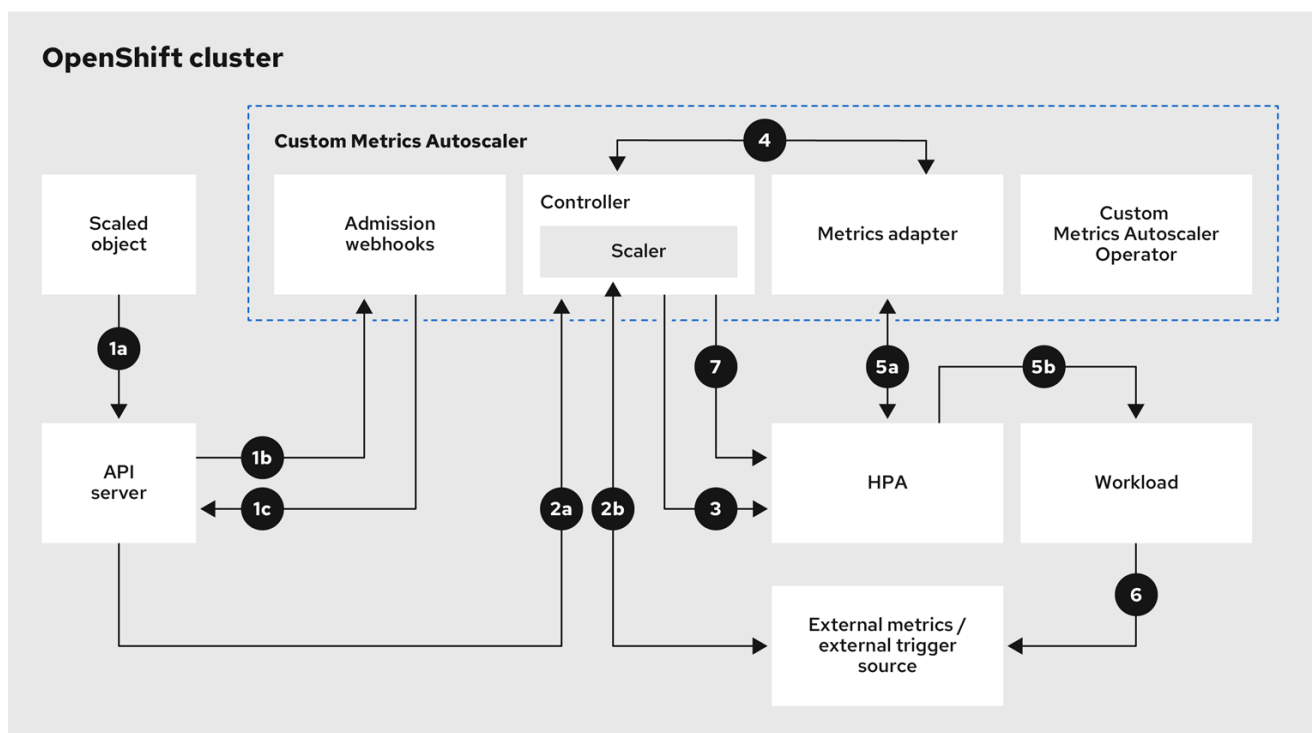 OpenShift cluster
Custom Metrics Autoscaler
4
Scaled
object
Admission
webhooks
Controller
Scaler
Metrics adapter
Custom
Metrics Autoscaler
Operator
1a
7
5a
5b
API
server
1b
1c
2a
2b
3
HPA
Workload
6
External metrics /
external trigger
source